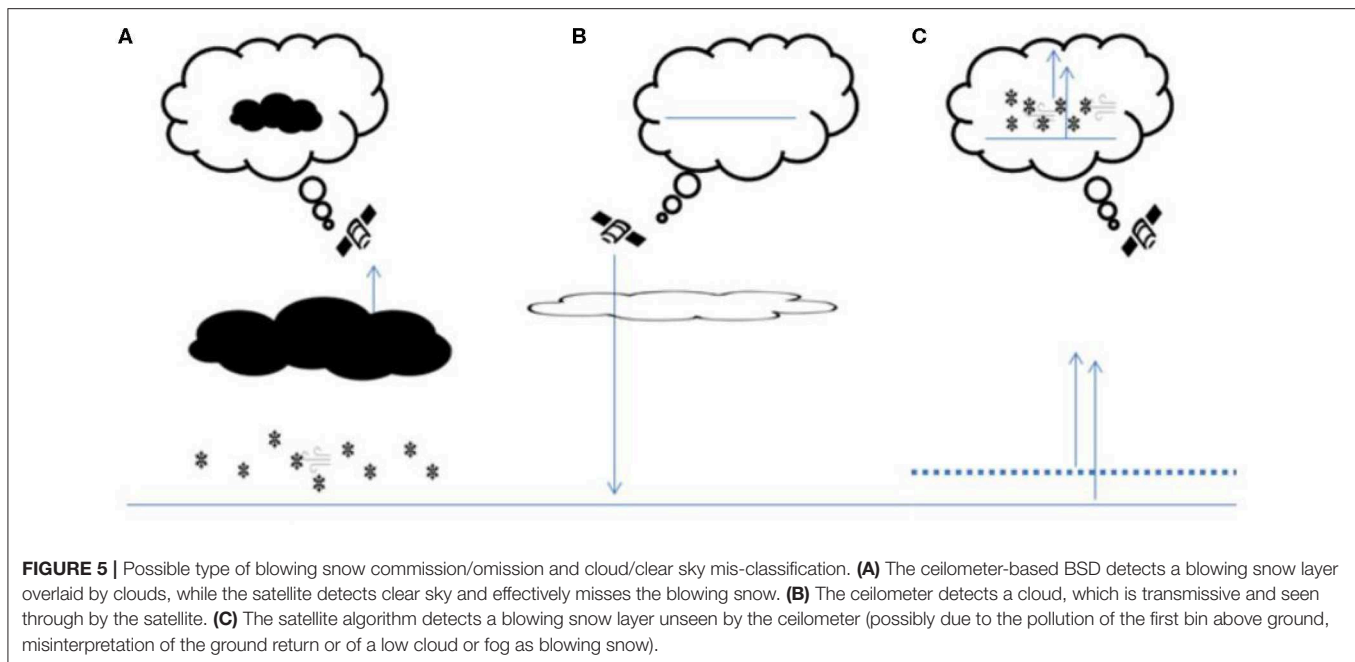 A
B
C
FIGURE 5 | Possible type of blowing snow commission/omission and cloud/clear sky mis-classification. (A) The ceilometer-based BSD detects a blowing snow layer
overlaid by clouds, while the satellite detects clear sky and effectively misses the blowing snow. (B) The ceilometer detects a cloud, which is transmissive and seen
through by the satellite. (C) The satellite algorithm detects a blowing snow layer unseen by the ceilometer (possibly due to the pollution of the first bin above ground,
misinterpretation of the ground return or of a low cloud or fog as blowing snow).